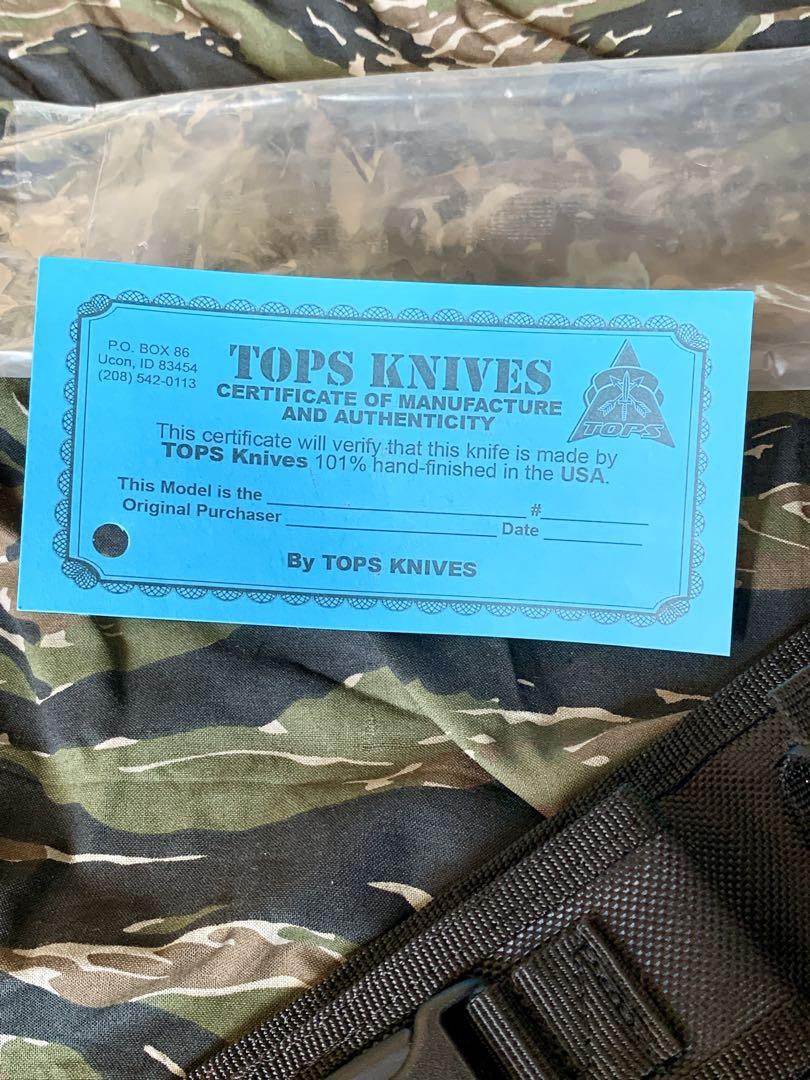 P.O. BOX 86
Ucon, ID 83454
(208) 542-0113
TOPS KNIVES
CERTIFICATE OF MANUFACTURE
AND AUTHENTICITY
TOPS
This certificate will verify that this knife is made by
TOPS Knives 101% hand-finished in the USA.
This Model is the #
Original Purchaser Date
By TOPS KNIVES